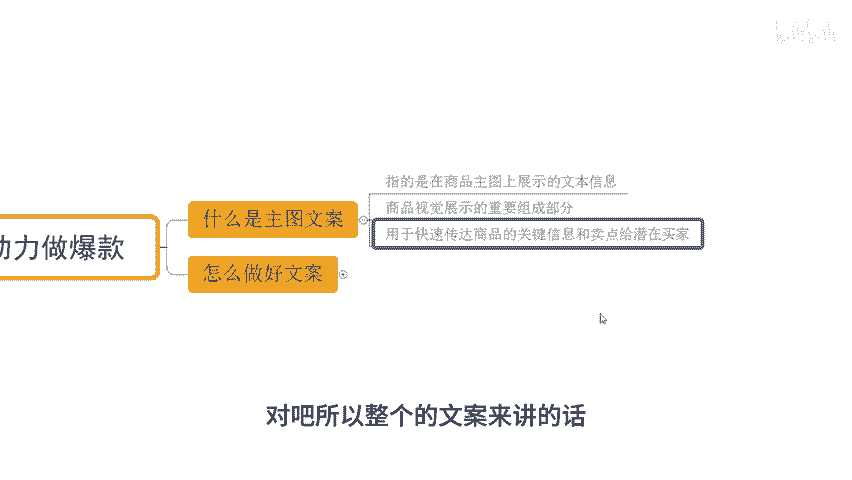 指的是在商品主图上展示的文本信息
什么是主图文案
商品视觉展示的重要组成部分
用于快速传达商品的关键信息和卖点给潜在买家
力做爆款
怎么做好文案
对吧所以整个的文案来讲的话